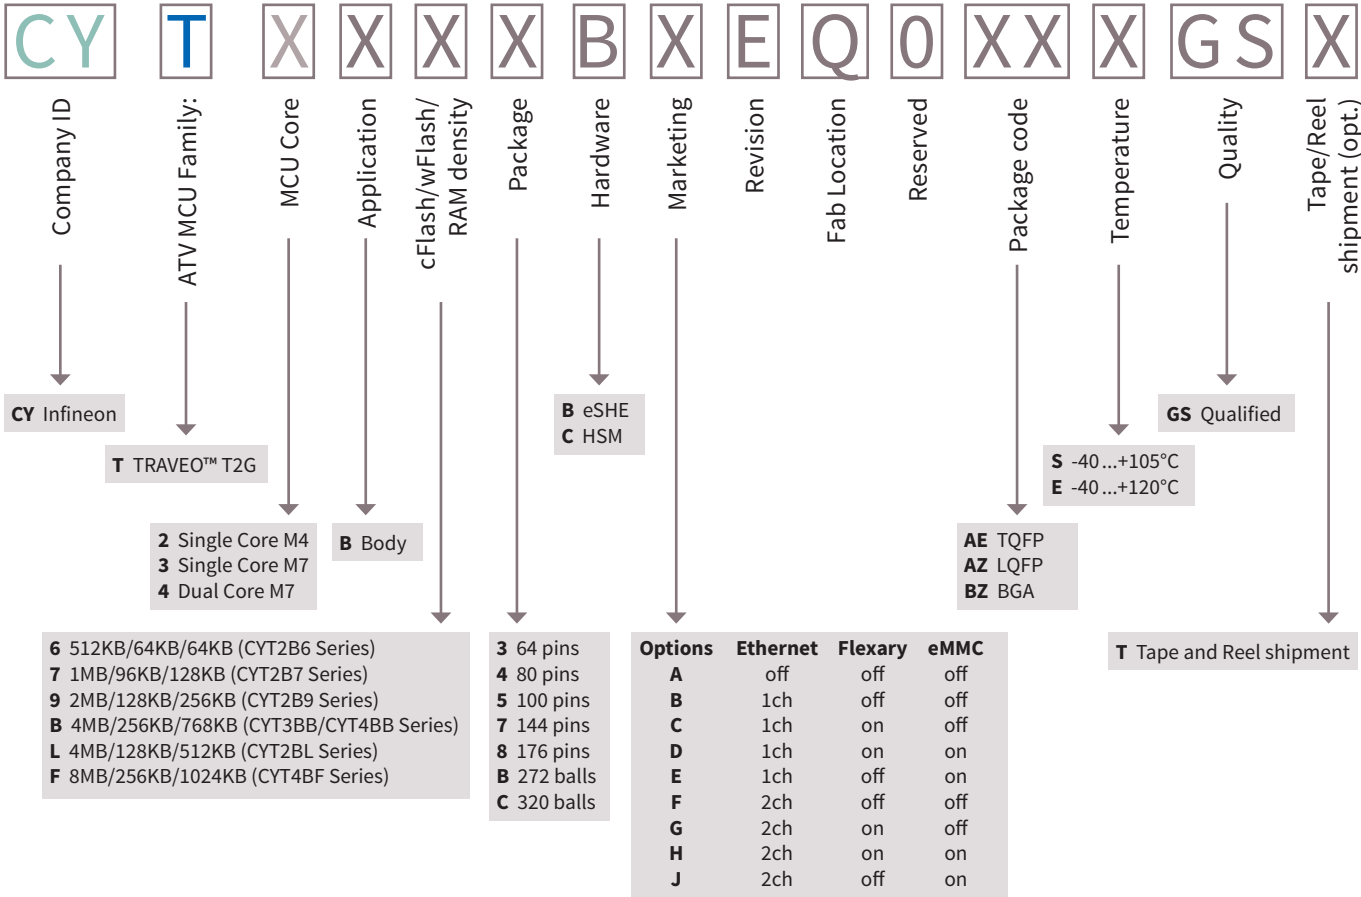 CY T X X X X B X E Q 0 XX X GS X
Company ID
ATV MCU Family:
MCU Core
Application
cFlash/wFlash/
RAM density
Package
Hardware
Marketing
Revision
Fab Location
Reserved
Package code
Temperature
Quality
Tape/Reel
shipment (opt.)
CY Infineon
T TRAVEO™ T2G
2 Single Core M4
3 Single Core M7
4 Dual Core M7
B Body
6 512KB/64KB/64KB (CYT2B6 Series)
7 1MB/96KB/128KB (CYT2B7 Series)
9 2MB/128KB/256KB (CYT2B9 Series)
B 4MB/256KB/768KB (CYT3BB/CYT4BB Series)
L 4MB/128KB/512KB (CYT2BL Series)
F 8MB/256KB/1024KB (CYT4BF Series)
3 64 pins
4 80 pins
5 100 pins
7 144 pins
8 176 pins
B 272 balls
C 320 balls
B eSHE
C HSM
Options Ethernet Flexary eMMC
A off off off
B 1ch off off
C 1ch on off
D 1ch on on
E 1ch off on
F 2ch off off
G 2ch on off
H 2ch on on
J 2ch off on
AE TQFP
AZ LQFP
BZ BGA
S -40...+105°C
E -40...+120°C
GS Qualified
T Tape and Reel shipment